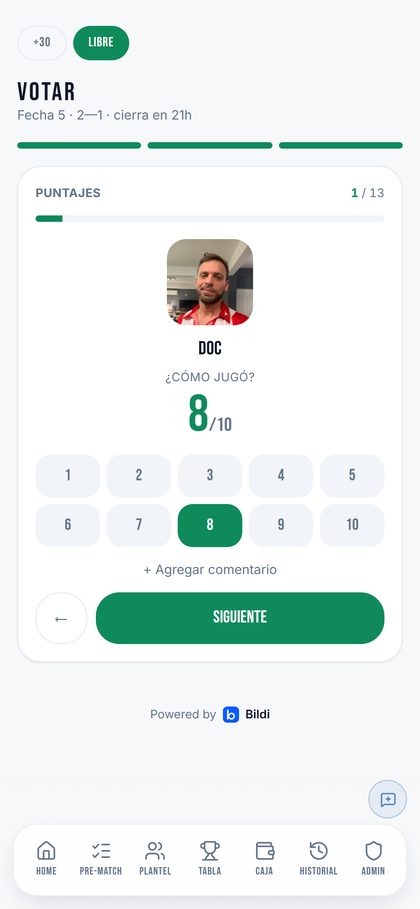 +30 LIBRE
VOTAR
Fecha 5 · 2—1 · cierra en 21h
PUNTAJES 1 / 13
DOC
¿CÓMO JUGÓ?
8/10
1 2 3 4 5
6 7 8 9 10
+ Agregar comentario
← SIGUIENTE
Powered by b Bildi
HOME PRE-MATCH PLANTEL TABLA CAJA HISTORIAL ADMIN